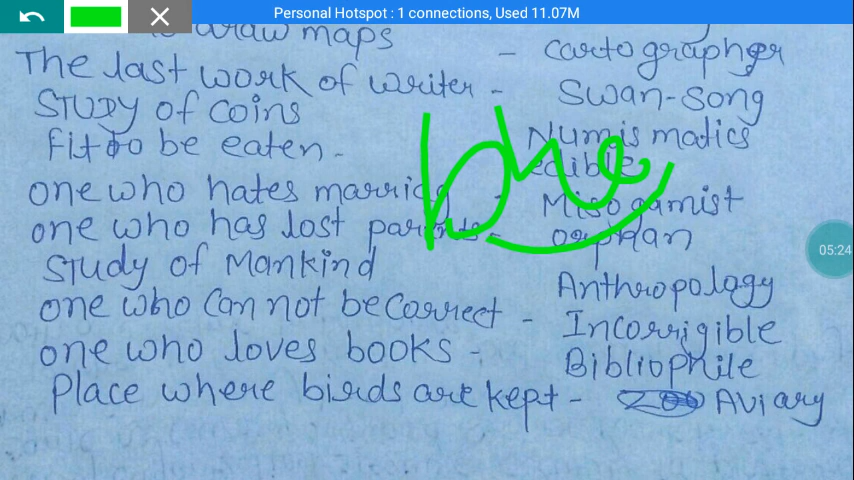 Personal Hotspot : 1 connections, Used 11.07M
draw maps - Cartographer
The last work of writer - Swan-Song
STUDY of Coins Numismatics
Fit to be eaten - edible
one who hates marriag - Misogamist
one who has lost parents - orphan
Study of Mankind Anthropology
one who Can not be Correct - Incorrigible
one who loves books - Bibliophile
Place where birds are kept - Zoo Aviary
bye
05:24